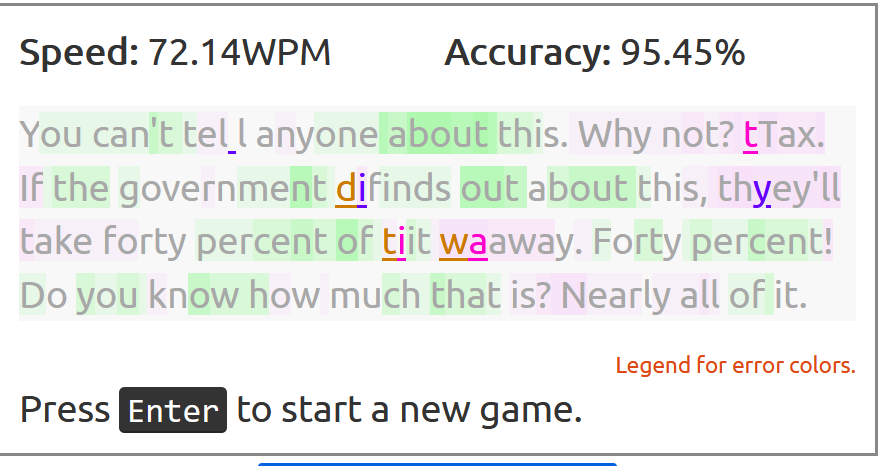 Speed: 72.14WPM Accuracy: 95.45%
You can't tel_l anyone about this. Why not? tTax.
If the government difinds out about this, thyey'll
take forty percent of tiit waaway. Forty percent!
Do you know how much that is? Nearly all of it.
Legend for error colors.
Press Enter to start a new game.